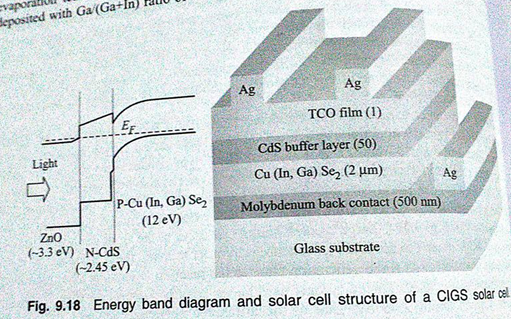 deposited with Ga/(Ga+In) ratio
Ag
Ag
TCO film (1)
CdS buffer layer (50)
Cu (In, Ga) Se₂ (2 μm)
Ag
Molybdenum back contact (500 nm)
Glass substrate
E_F
Light
P-Cu (In, Ga) Se₂
(12 eV)
ZnO
(~3.3 eV)
N-CdS
(~2.45 eV)
Fig. 9.18 Energy band diagram and solar cell structure of a CIGS solar cell